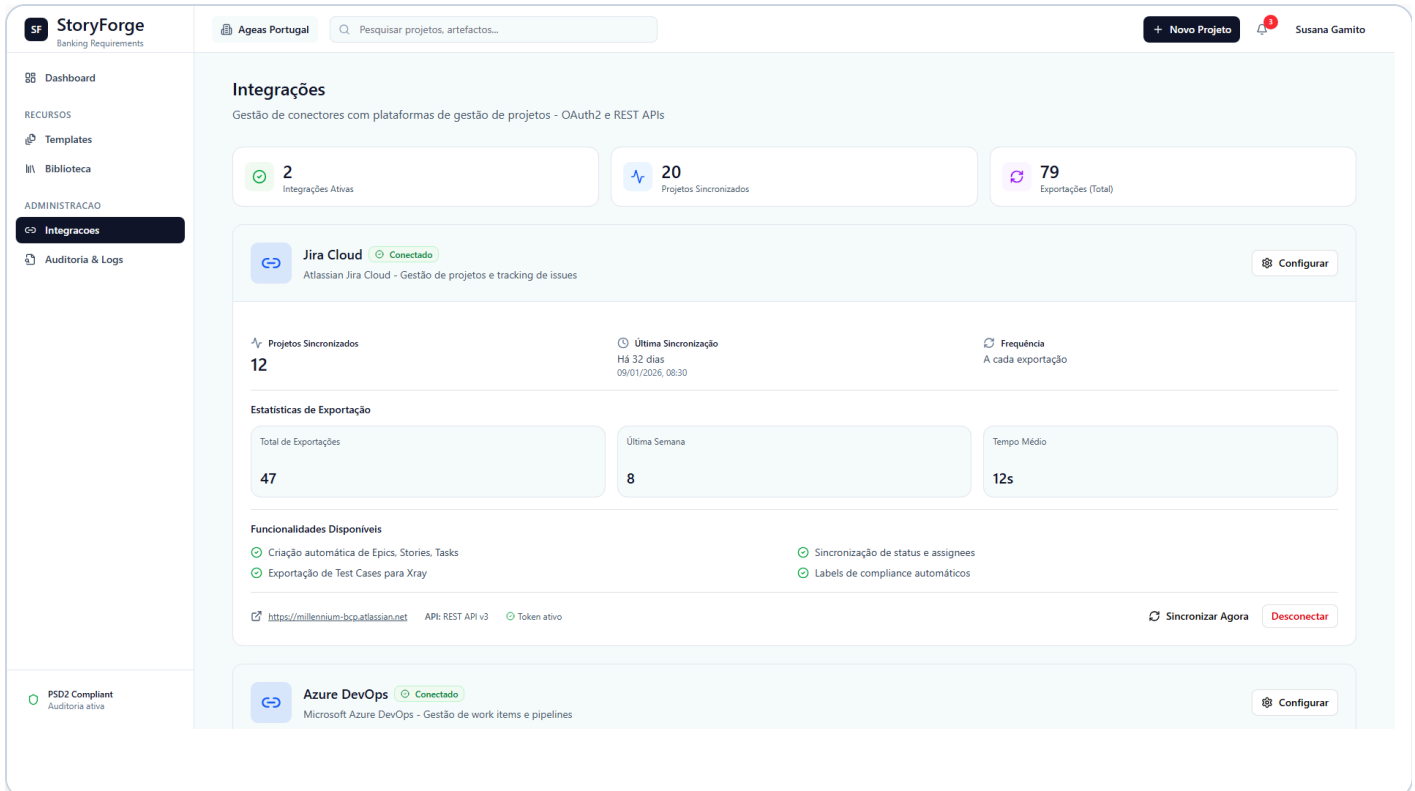 SF
StoryForge
Banking Requirements
Ageas Portugal
Pesquisar projetos, artefactos...
+ Novo Projeto
3
Susana Gamito
Dashboard
RECURSOS
Templates
Biblioteca
ADMINISTRACAO
Integracoes
Auditoria & Logs
PSD2 Compliant
Auditoria ativa
Integrações
Gestão de conectores com plataformas de gestão de projetos - OAuth2 e REST APIs
2
Integrações Ativas
20
Projetos Sincronizados
79
Exportações (Total)
Jira Cloud
Conectado
Atlassian Jira Cloud - Gestão de projetos e tracking de issues
Configurar
Projetos Sincronizados
12
Última Sincronização
Há 32 dias
09/01/2026, 08:30
Frequência
A cada exportação
Estatísticas de Exportação
Total de Exportações
47
Última Semana
8
Tempo Médio
12s
Funcionalidades Disponíveis
Criação automática de Epics, Stories, Tasks
Sincronização de status e assignees
Exportação de Test Cases para Xray
Labels de compliance automáticos
https://millennium-bcp.atlassian.net
API: REST API v3
Token ativo
Sincronizar Agora
Desconectar
Azure DevOps
Conectado
Microsoft Azure DevOps - Gestão de work items e pipelines
Configurar